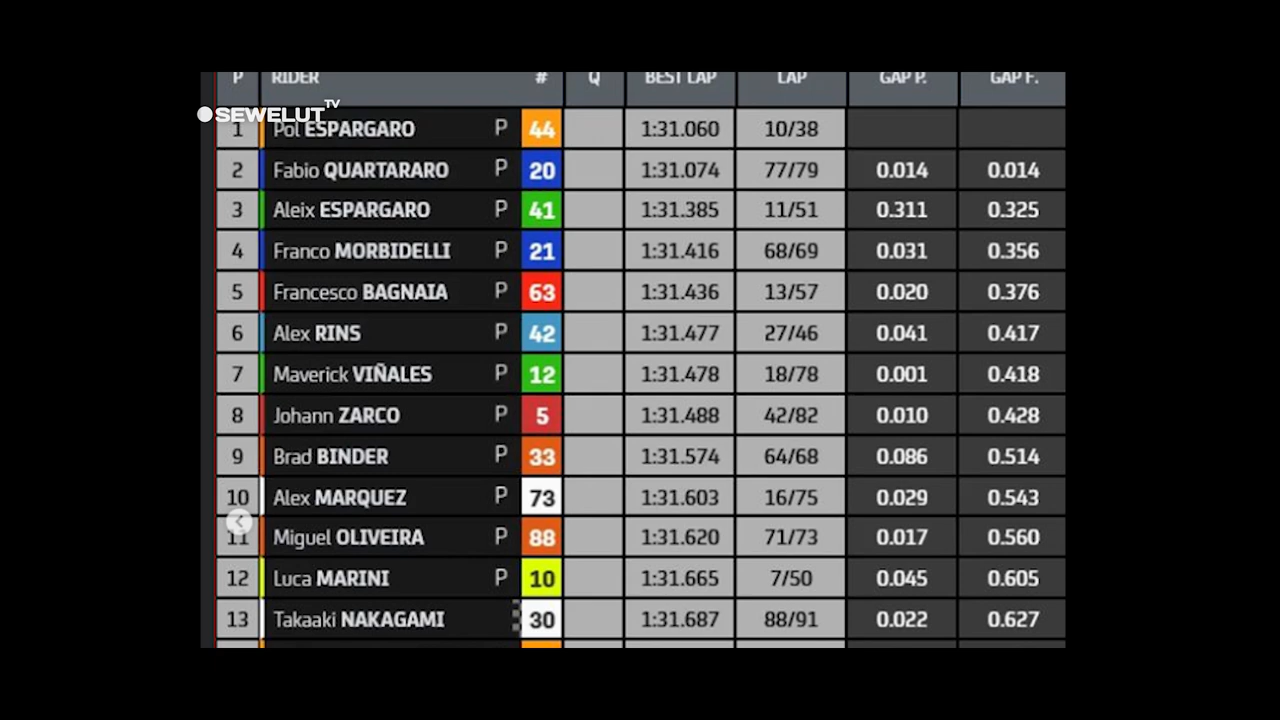 P RIDER # Q BEST LAP LAP GAP P. GAP F.
SEWELUT TV
1 Pol ESPARGARO P 44 1:31.060 10/38
2 Fabio QUARTARARO P 20 1:31.074 77/79 0.014 0.014
3 Aleix ESPARGARO P 41 1:31.385 11/51 0.311 0.325
4 Franco MORBIDELLI P 21 1:31.416 68/69 0.031 0.356
5 Francesco BAGNAIA P 63 1:31.436 13/57 0.020 0.376
6 Alex RINS P 42 1:31.477 27/46 0.041 0.417
7 Maverick VIÑALES P 12 1:31.478 18/78 0.001 0.418
8 Johann ZARCO P 5 1:31.488 42/82 0.010 0.428
9 Brad BINDER P 33 1:31.574 64/68 0.086 0.514
10 Alex MARQUEZ P 73 1:31.603 16/75 0.029 0.543
11 Miguel OLIVEIRA P 88 1:31.620 71/73 0.017 0.560
12 Luca MARINI P 10 1:31.665 7/50 0.045 0.605
13 Takaaki NAKAGAMI 30 1:31.687 88/91 0.022 0.627